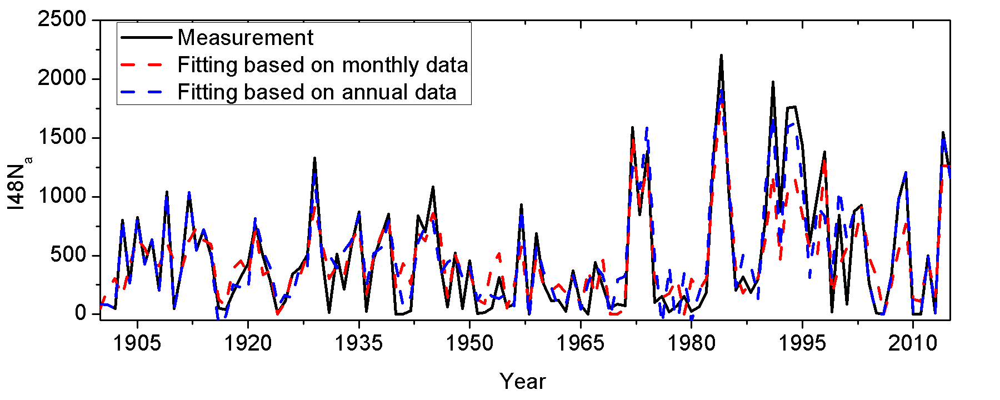 2500
2000
1500
1000
500
0
I48Na
Measurement
Fitting based on monthly data
Fitting based on annual data
1905 1920 1935 1950 1965 1980 1995 2010
Year